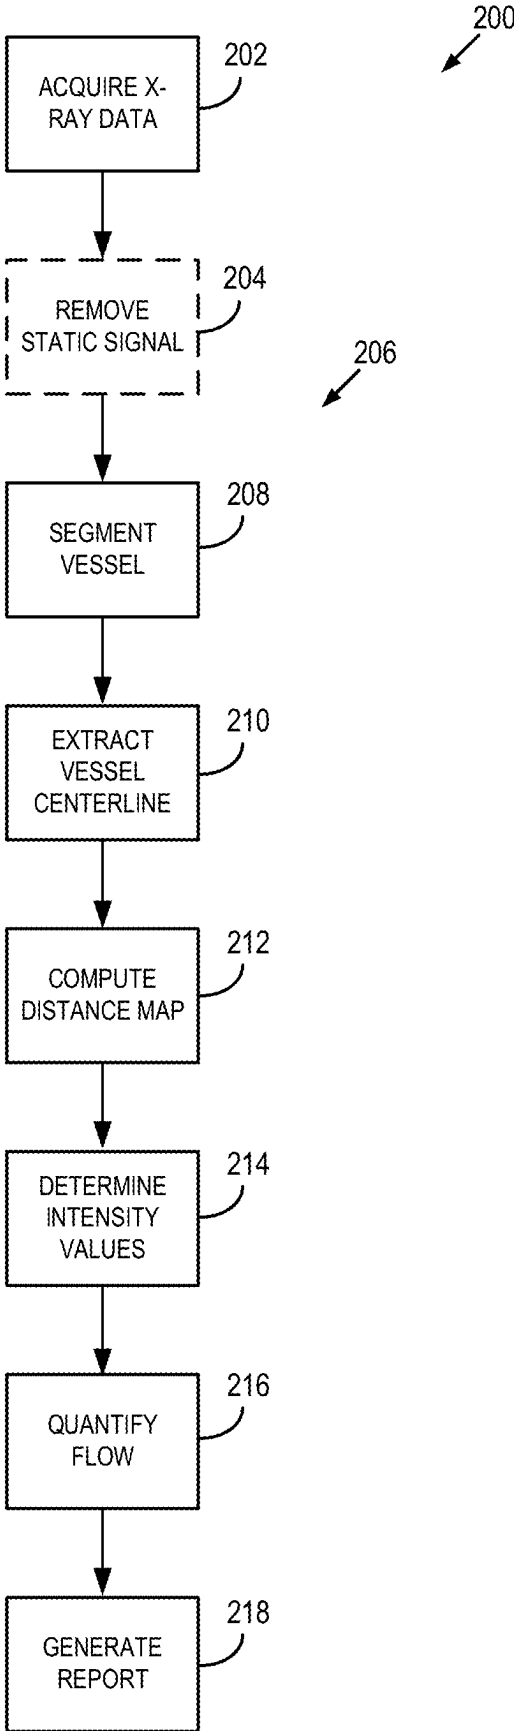 200
202
ACQUIRE X-
RAY DATA
204
REMOVE
STATIC SIGNAL
206
208
SEGMENT
VESSEL
210
EXTRACT
VESSEL
CENTERLINE
212
COMPUTE
DISTANCE MAP
214
DETERMINE
INTENSITY
VALUES
216
QUANTIFY
FLOW
218
GENERATE
REPORT